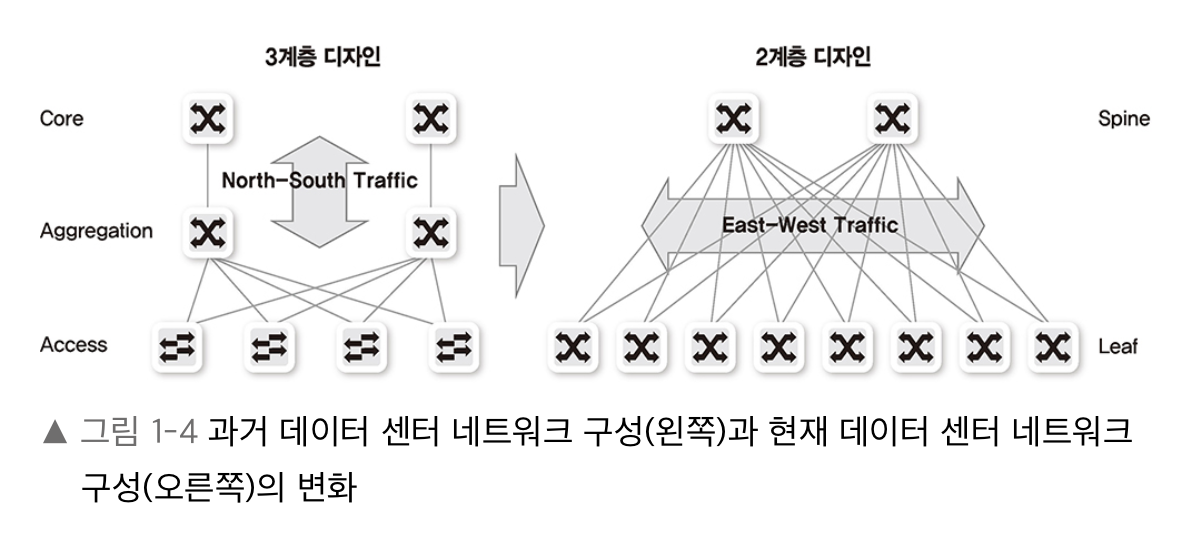 3계층 디자인
2계층 디자인
Core
Spine
North-South Traffic
Aggregation
East-West Traffic
Access
Leaf
▲ 그림 1-4 과거 데이터 센터 네트워크 구성(왼쪽)과 현재 데이터 센터 네트워크
구성(오른쪽)의 변화